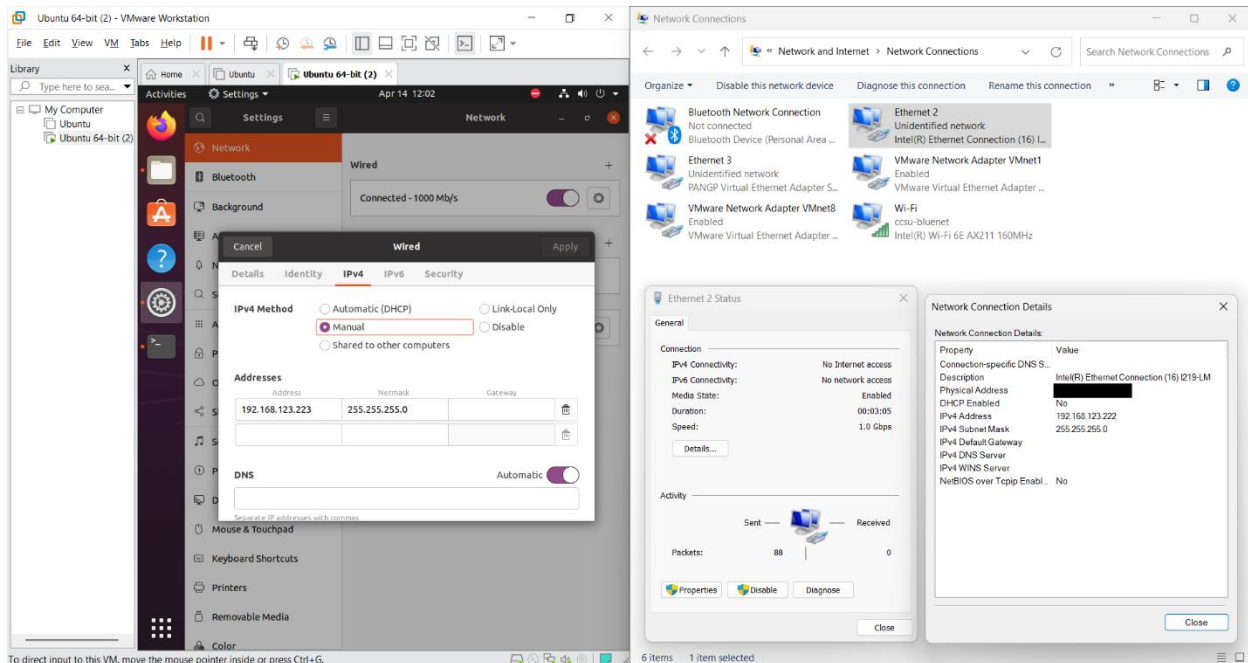 Ubuntu 64-bit (2) - VMware Workstation
File Edit View VM Tabs Help
Library
Type here to sea...
My Computer
Ubuntu
Ubuntu 64-bit (2)
Home
Ubuntu
Ubuntu 64-bit (2)
Activities
Settings
Apr 14 12:02
Settings
Network
Network
Bluetooth
Background
Mouse & Touchpad
Keyboard Shortcuts
Printers
Removable Media
Color
Wired
Connected - 1000 Mb/s
Cancel
Wired
Apply
Details Identity IPv4 IPv6 Security
IPv4 Method
Automatic (DHCP)
Link-Local Only
Manual
Disable
Shared to other computers
Addresses
Address Netmask Gateway
192.168.123.223 255.255.255.0
DNS
Automatic
Separate IP addresses with commas
To direct input to this VM, move the mouse pointer inside or press Ctrl+G.
Network Connections
« Network and Internet > Network Connections
Search Network Connections
Organize Disable this network device Diagnose this connection Rename this connection »
Bluetooth Network Connection
Not connected
Bluetooth Device (Personal Area ...
Ethernet 2
Unidentified network
Intel(R) Ethernet Connection (16) I...
Ethernet 3
Unidentified network
PANGP Virtual Ethernet Adapter S...
VMware Network Adapter VMnet1
Enabled
VMware Virtual Ethernet Adapter ...
VMware Network Adapter VMnet8
Enabled
VMware Virtual Ethernet Adapter ...
Wi-Fi
ccsu-bluenet
Intel(R) Wi-Fi 6E AX211 160MHz
Ethernet 2 Status
General
Connection
IPv4 Connectivity: No Internet access
IPv6 Connectivity: No network access
Media State: Enabled
Duration: 00:03:05
Speed: 1.0 Gbps
Details...
Activity
Sent Received
Packets: 88 0
Properties Disable Diagnose
Close
Network Connection Details
Network Connection Details:
Property Value
Connection-specific DNS S...
Description Intel(R) Ethernet Connection (16) I219-LM
Physical Address
DHCP Enabled No
IPv4 Address 192.168.123.222
IPv4 Subnet Mask 255.255.255.0
IPv4 Default Gateway
IPv4 DNS Server
IPv4 WINS Server
NetBIOS over Tcpip Enabl... No
Close
6 items 1 item selected